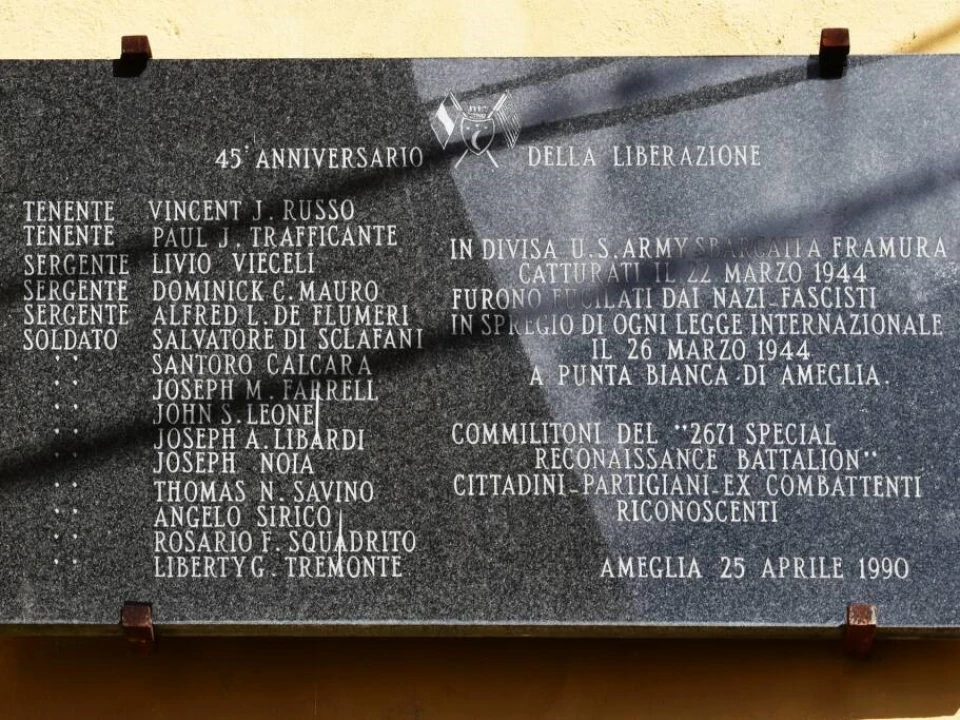 45° ANNIVERSARIO DELLA LIBERAZIONE
TENENTE VINCENT J. RUSSO
TENENTE PAUL J. TRAFFICANTE
SERGENTE LIVIO VIECELI
SERGENTE DOMINICK C. MAURO
SERGENTE ALFRED L. DE FLUMERI
SOLDATO SALVATORE DI SCLAFANI
" SANTORO CALCARA
" JOSEPH M. FARRELL
" JOHN S. LEONE
" JOSEPH A. LIBARDI
" JOSEPH NOIA
" THOMAS N. SAVINO
" ANGELO SIRICO
" ROSARIO F. SQUADRITO
" LIBERTY G. TREMONTE
IN DIVISA U.S. ARMY SBARCATI A FRAMURA
CATTURATI IL 22 MARZO 1944
FURONO FUCILATI DAI NAZI-FASCISTI
IN SPREGIO DI OGNI LEGGE INTERNAZIONALE
IL 26 MARZO 1944
A PUNTA BIANCA DI AMEGLIA.
COMMILITONI DEL "2671 SPECIAL
RECONAISSANCE BATTALION"
CITTADINI-PARTIGIANI-EX COMBATTENTI
RICONOSCENTI
AMEGLIA 25 APRILE 1990